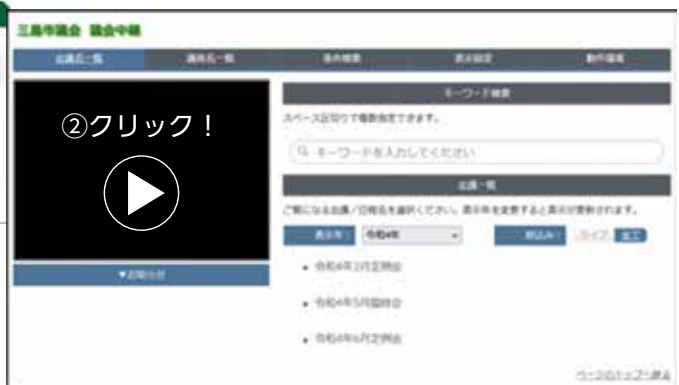 三島市議会 議会中継
会議名一覧
議員名一覧
条件検索
表示設定
動作環境
②クリック！
キーワード検索
スペース区切りで複数指定できます。
キーワードを入力してください
会議一覧
ご覧になる会議／日程名を選択ください。表示年を変更すると表示が更新されます。
表示年： 令和4年
絞込み： ライブ 全て
▼お知らせ
• 令和4年2月定例会
• 令和4年5月臨時会
• 令和4年6月定例会
ページのトップへ戻る